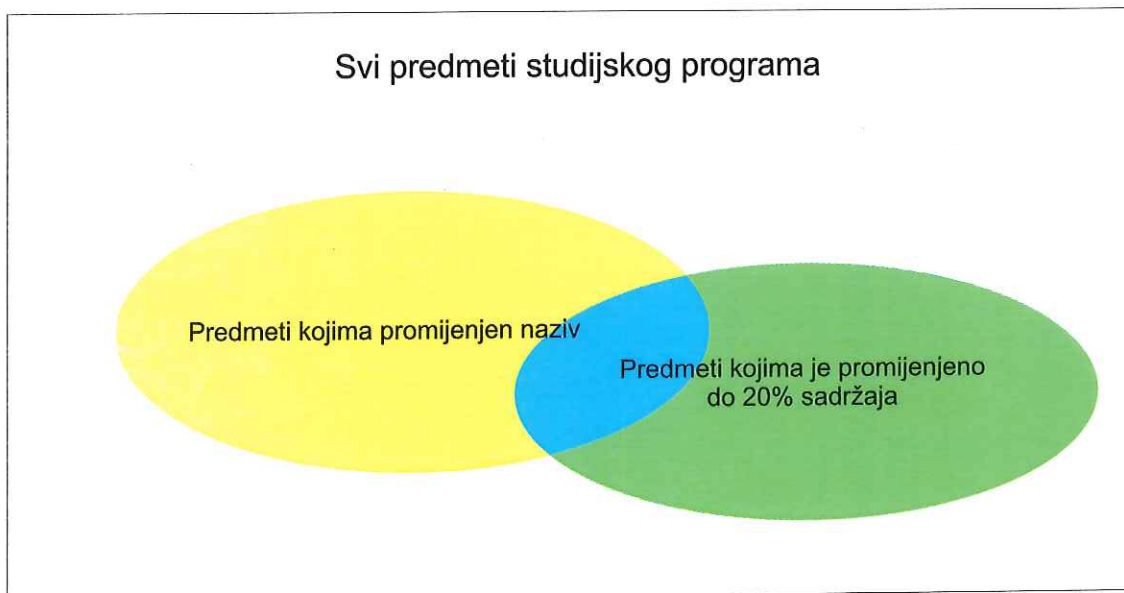 Svi predmeti studijskog programa
Predmeti kojima promijenjen naziv
Predmeti kojima je promijenjeno
do 20% sadržaja